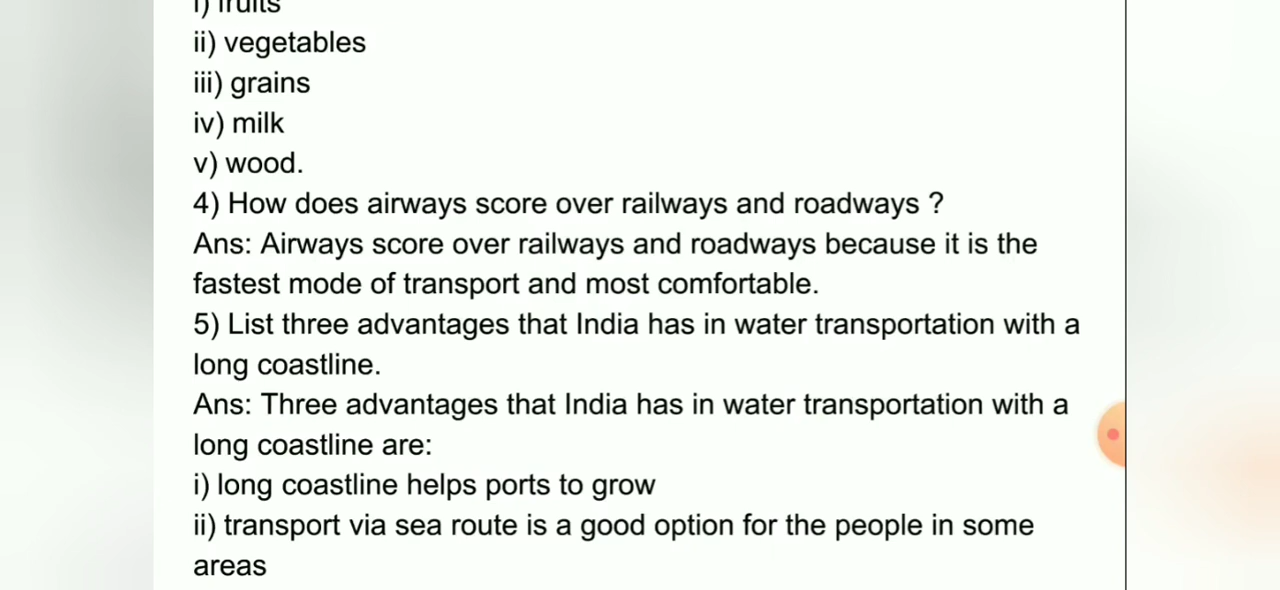 i) fruits
ii) vegetables
iii) grains
iv) milk
v) wood.
4) How does airways score over railways and roadways ?
Ans: Airways score over railways and roadways because it is the
fastest mode of transport and most comfortable.
5) List three advantages that India has in water transportation with a
long coastline.
Ans: Three advantages that India has in water transportation with a
long coastline are:
i) long coastline helps ports to grow
ii) transport via sea route is a good option for the people in some
areas